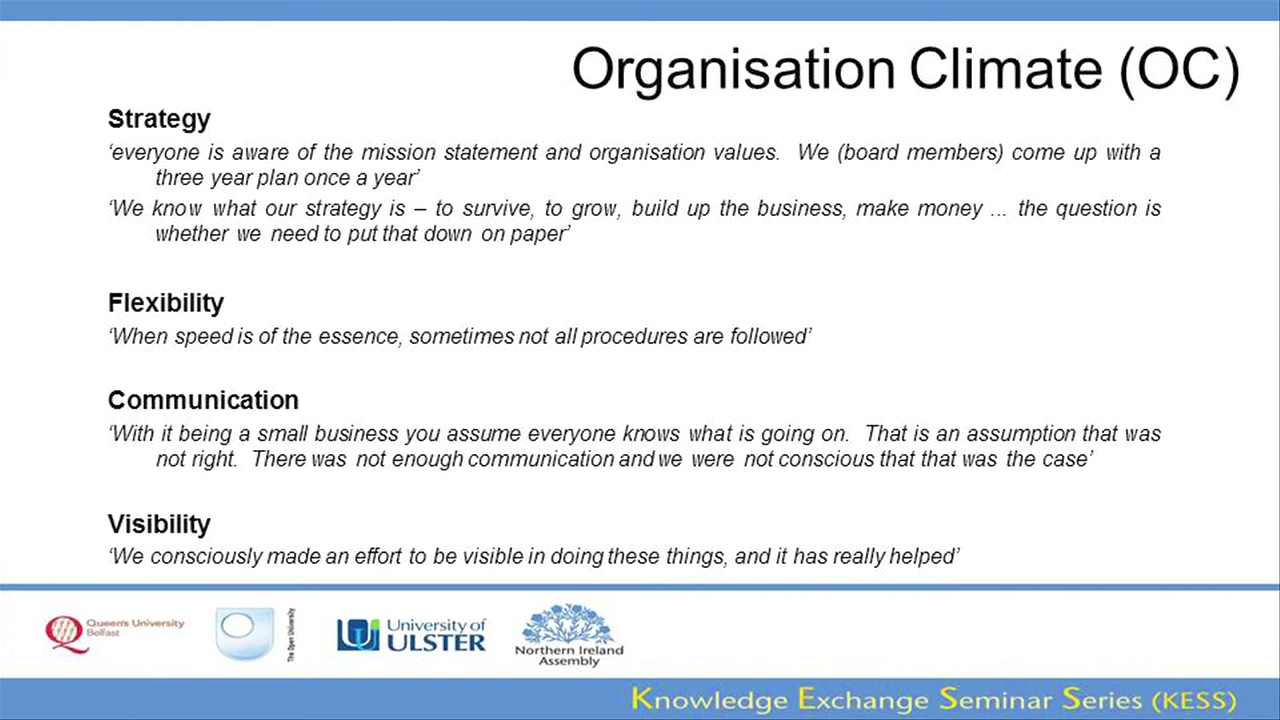 Organisation Climate (OC)
Strategy
‘everyone is aware of the mission statement and organisation values. We (board members) come up with a
three year plan once a year’
‘We know what our strategy is – to survive, to grow, build up the business, make money ... the question is
whether we need to put that down on paper’
Flexibility
‘When speed is of the essence, sometimes not all procedures are followed’
Communication
‘With it being a small business you assume everyone knows what is going on. That is an assumption that was
not right. There was not enough communication and we were not conscious that that was the case’
Visibility
‘We consciously made an effort to be visible in doing these things, and it has really helped’
Queen's University
Belfast
The Open University
University of
ULSTER
Northern Ireland
Assembly
Knowledge Exchange Seminar Series (KESS)